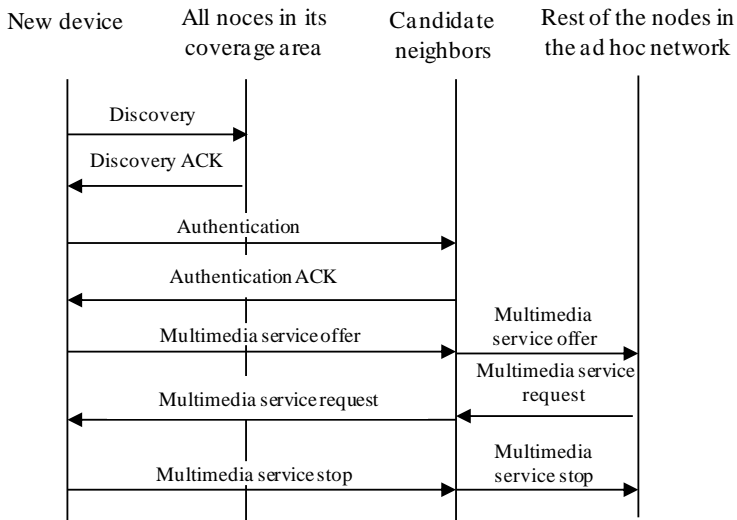 New device
All noces in its
coverage area
Candidate
neighbors
Rest of the nodes in
the ad hoc network
Discovery
Discovery ACK
Authentication
Authentication ACK
Multimedia service offer
Multimedia
service offer
Multimedia service
request
Multimedia service request
Multimedia service stop
Multimedia
service stop